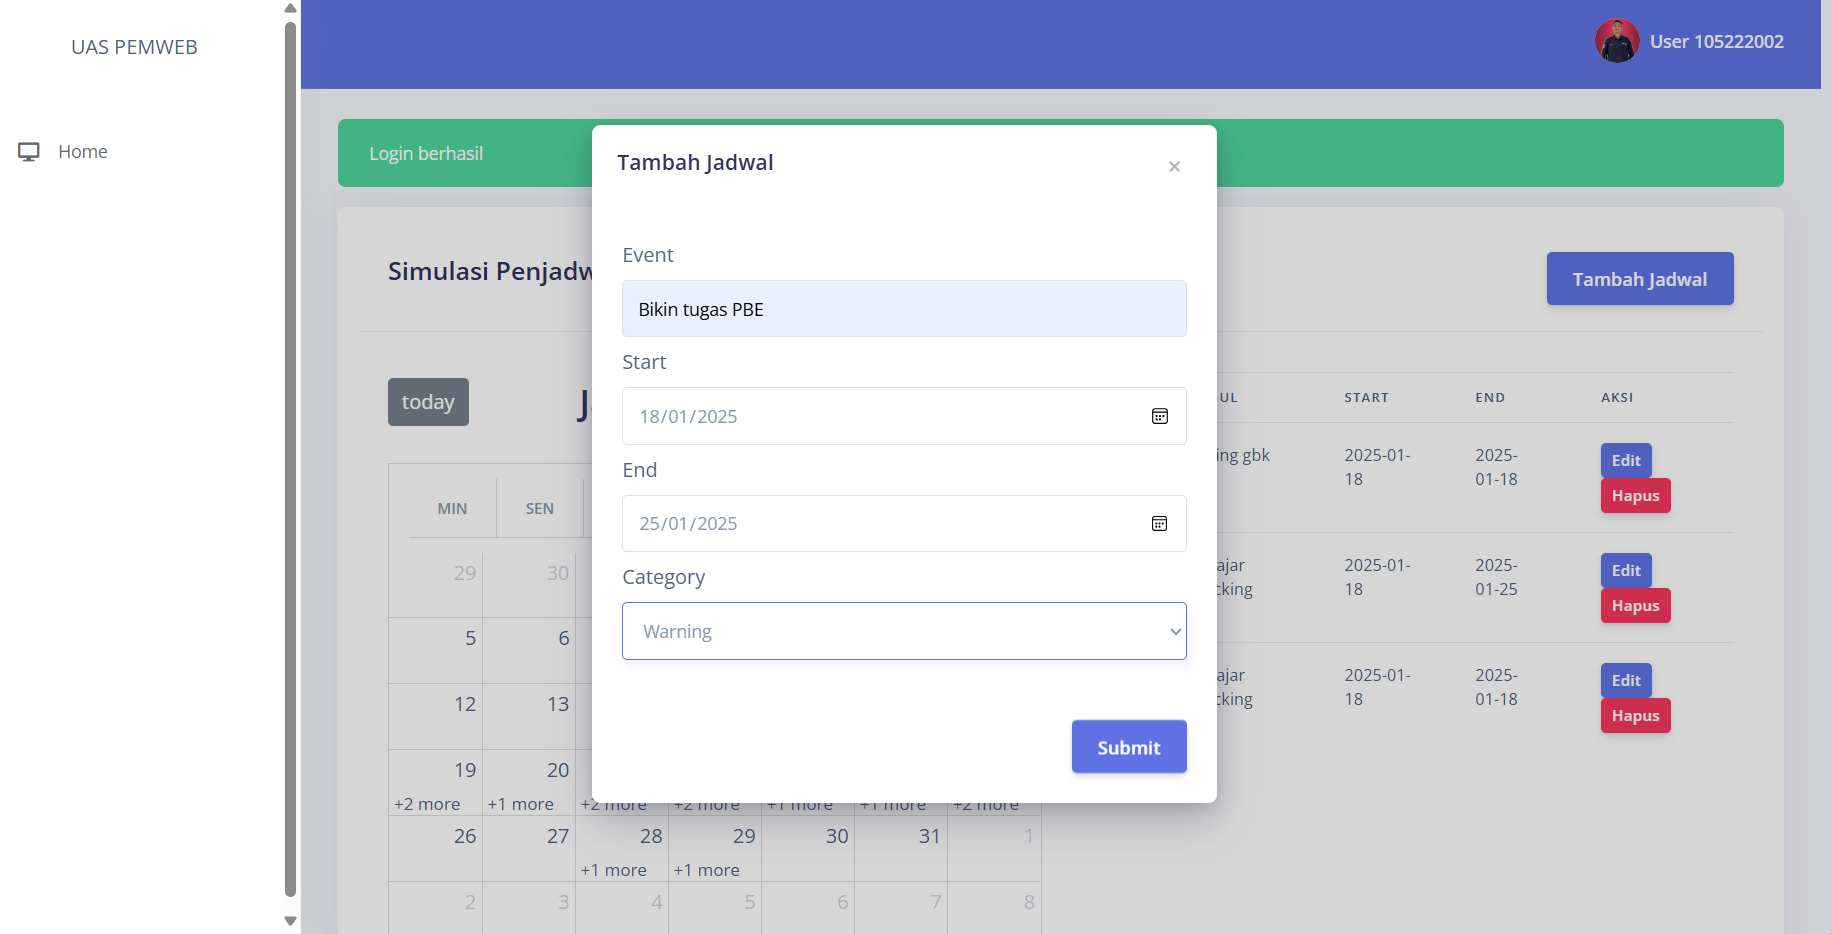 UAS PEMWEB
Home
User 105222002
Login berhasil
Tambah Jadwal
×
Event
Bikin tugas PBE
Start
18/01/2025
End
25/01/2025
Category
Warning
Submit
Simulasi Penjadw
Tambah Jadwal
today
MIN SEN
29 30
5 6
12 13
19 20
+2 more +1 more +2 more +2 more +1 more +1 more +2 more
26 27 28 29 30 31 1
+1 more +1 more
2 3 4 5 6 7 8
UL START END AKSI
ing gbk 2025-01- 2025- Edit
18 01-18 Hapus
ajar 2025-01- 2025- Edit
cking 18 01-25 Hapus
ajar 2025-01- 2025- Edit
cking 18 01-18 Hapus